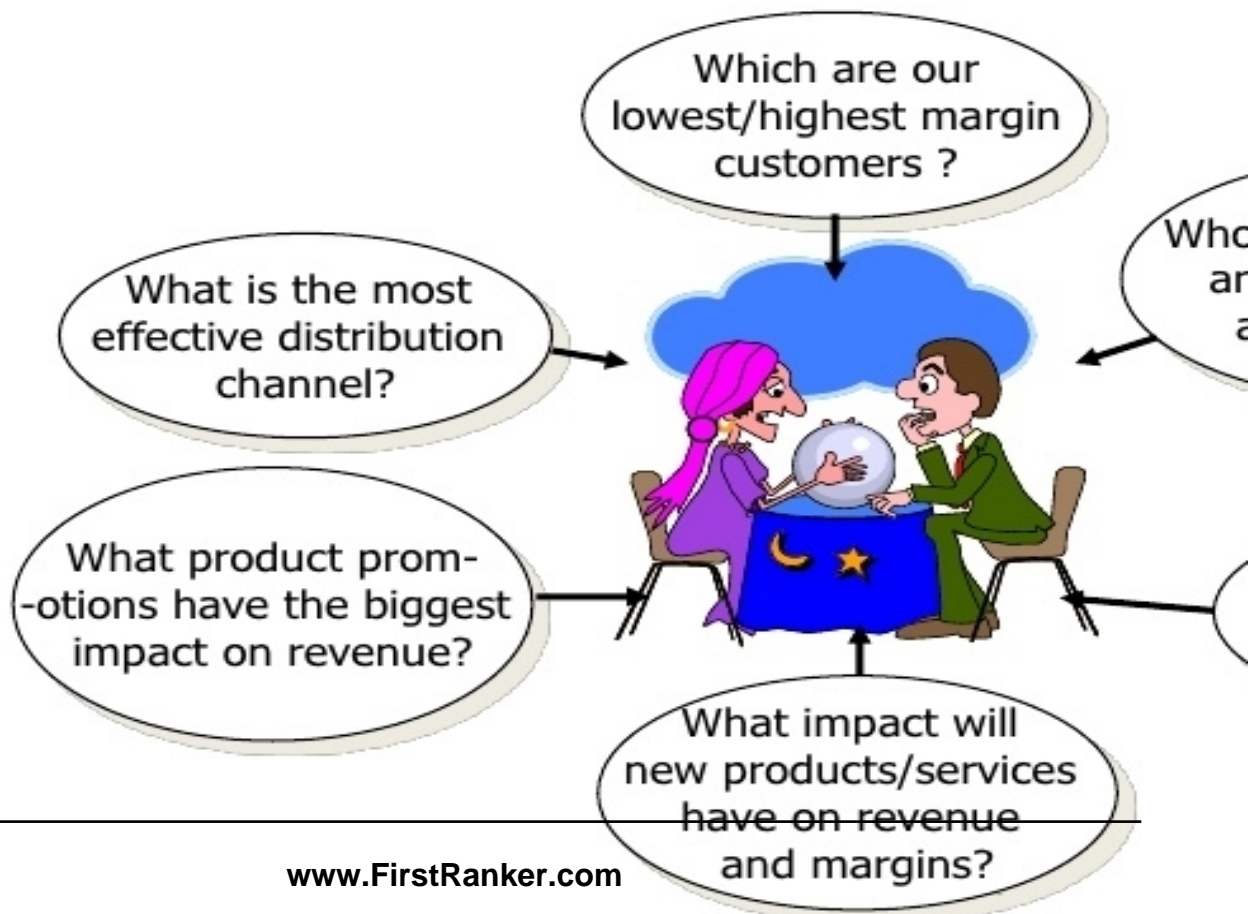 Which are our
lowest/highest margin
customers ?
What is the most
effective distribution
channel?
Who
What product prom-
-otions have the biggest
impact on revenue?
What impact will
new products/services
have on revenue
and margins?
www.FirstRanker.com